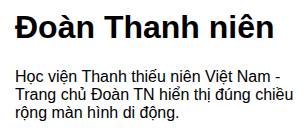 Đoàn Thanh niên
Học viện Thanh thiếu niên Việt Nam -
Trang chủ Đoàn TN hiển thị đúng chiều
rộng màn hình di động.